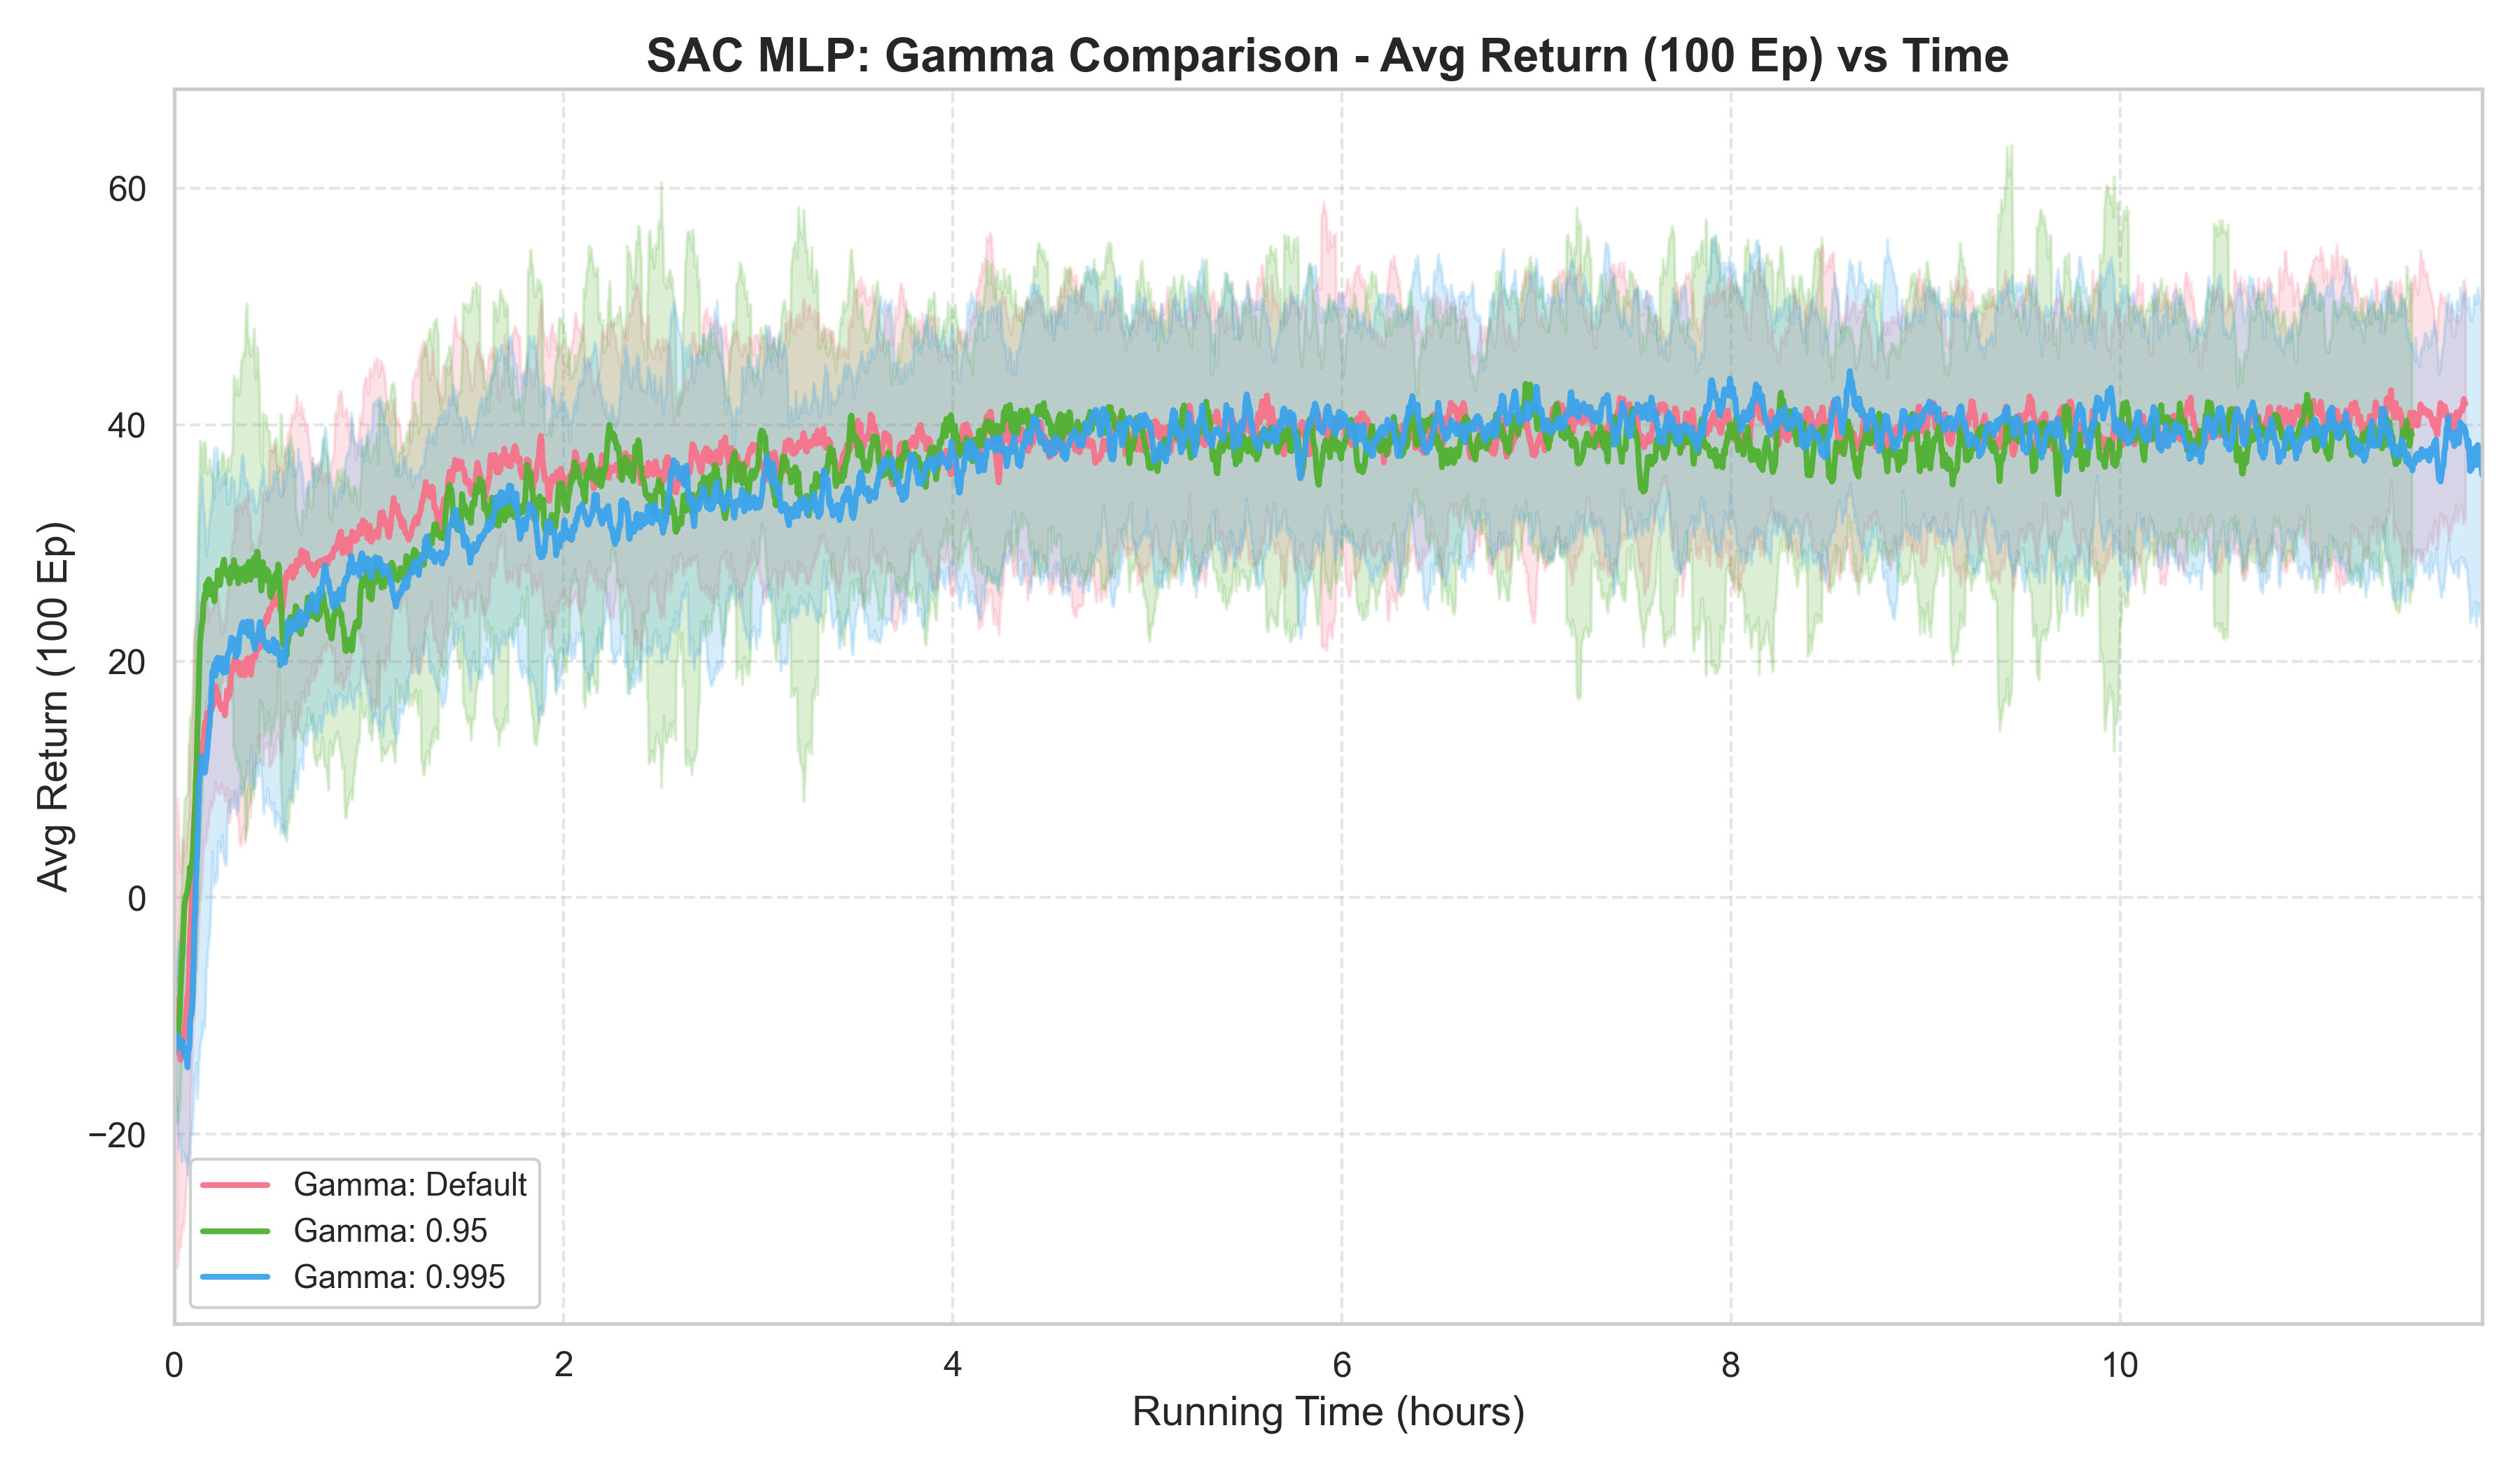 SAC MLP: Gamma Comparison - Avg Return (100 Ep) vs Time
Avg Return (100 Ep)
60
40
20
0
−20
Gamma: Default
Gamma: 0.95
Gamma: 0.995
0 2 4 6 8 10
Running Time (hours)